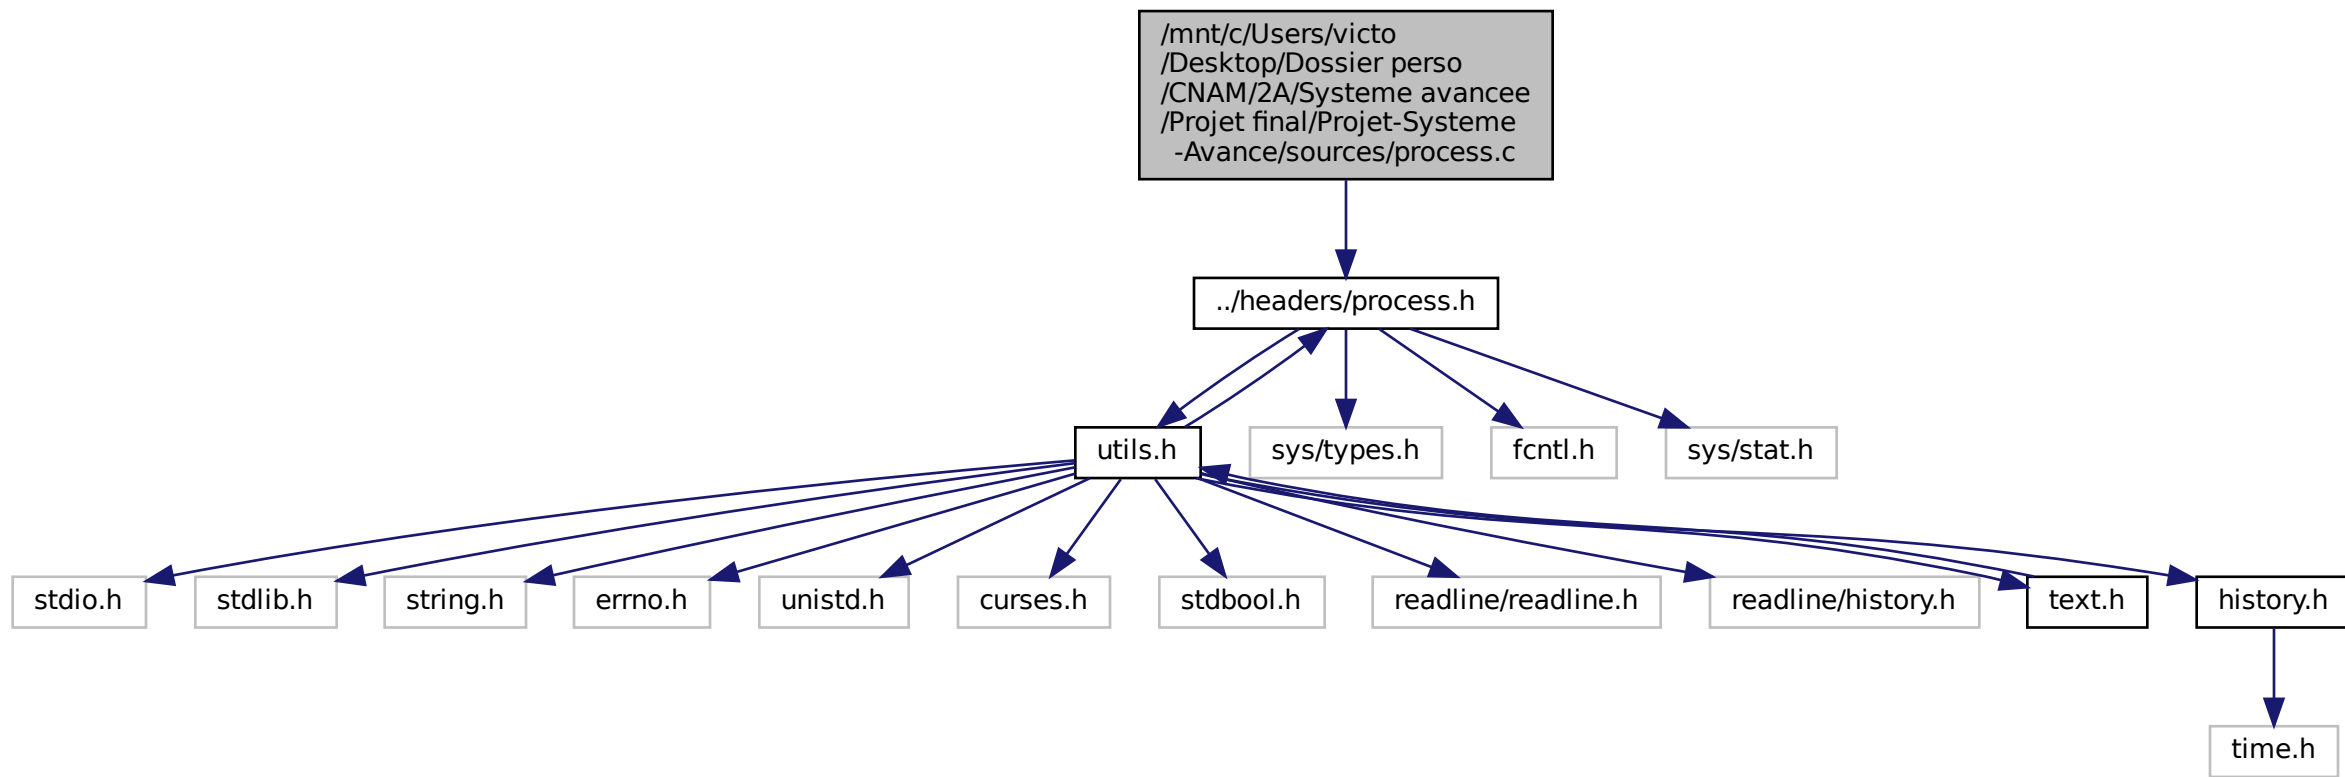 /mnt/c/Users/victo
/Desktop/Dossier perso
/CNAM/2A/Systeme avancee
/Projet final/Projet-Systeme
-Avance/sources/process.c
../headers/process.h
utils.h
sys/types.h
fcntl.h
sys/stat.h
stdio.h
stdlib.h
string.h
errno.h
unistd.h
curses.h
stdbool.h
readline/readline.h
readline/history.h
text.h
history.h
time.h